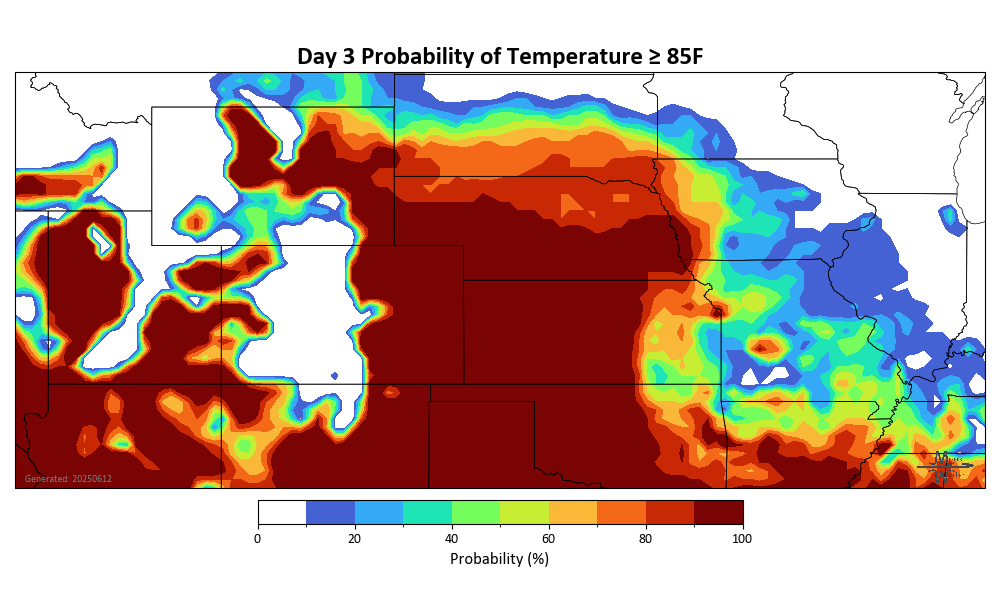 Day 3 Probability of Temperature ≥ 85F
Generated: 20250612
0 20 40 60 80 100
Probability (%)